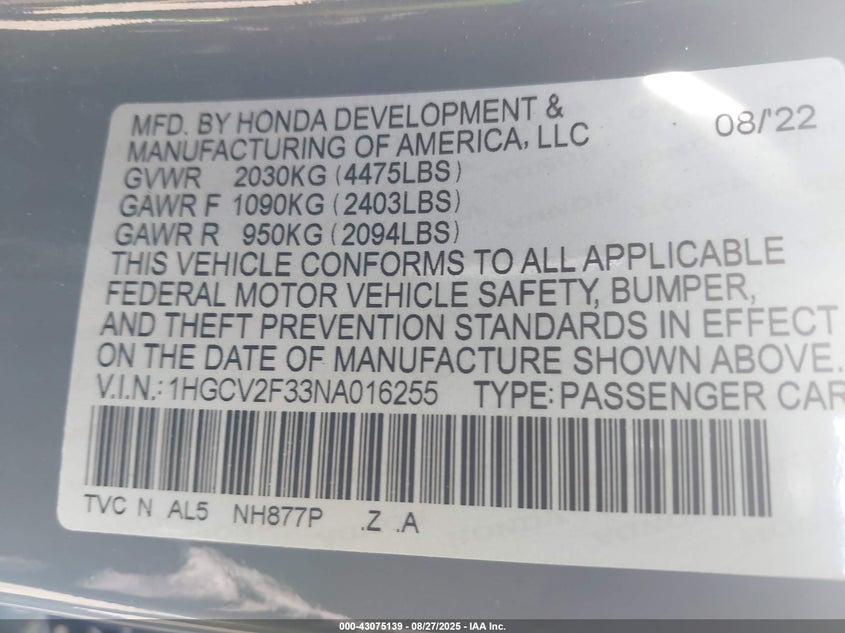 MFD. BY HONDA DEVELOPMENT & 08/'22
MANUFACTURING OF AMERICA, LLC
GVWR 2030KG (4475LBS)
GAWR F 1090KG (2403LBS)
GAWR R 950KG (2094LBS)
THIS VEHICLE CONFORMS TO ALL APPLICABLE
FEDERAL MOTOR VEHICLE SAFETY, BUMPER,
AND THEFT PREVENTION STANDARDS IN EFFECT
ON THE DATE OF MANUFACTURE SHOWN ABOVE.
V.I.N.: 1HGCV2F33NA016255 TYPE: PASSENGER CAR
TVC N AL5 NH877P .Z .A
000-43075139 - 08/27/2025 - IAA Inc.